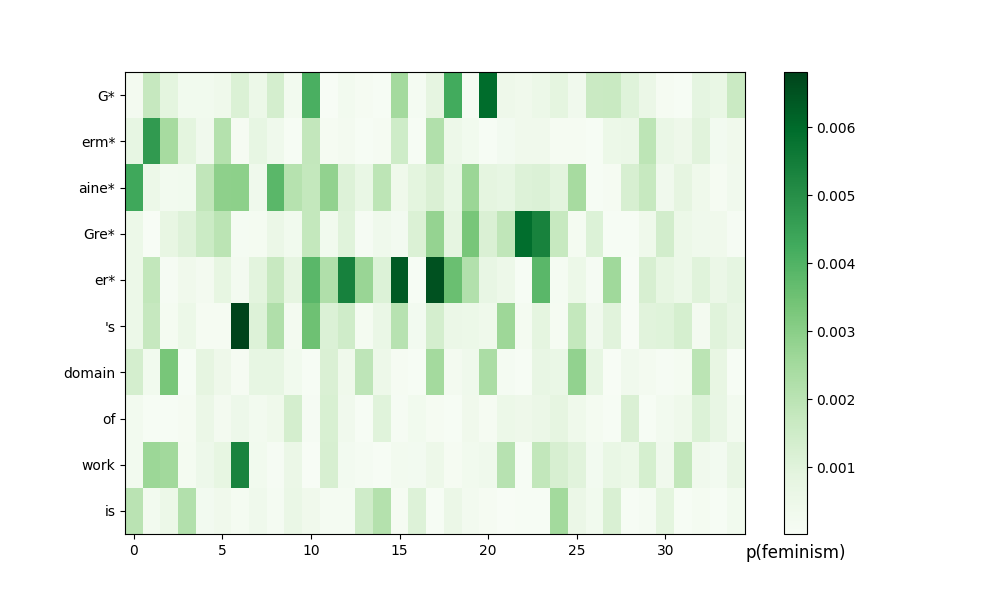 G*
erm*
aine*
Gre*
er*
's
domain
of
work
is
0 5 10 15 20 25 30
0.006
0.005
0.004
0.003
0.002
0.001
p(feminism)